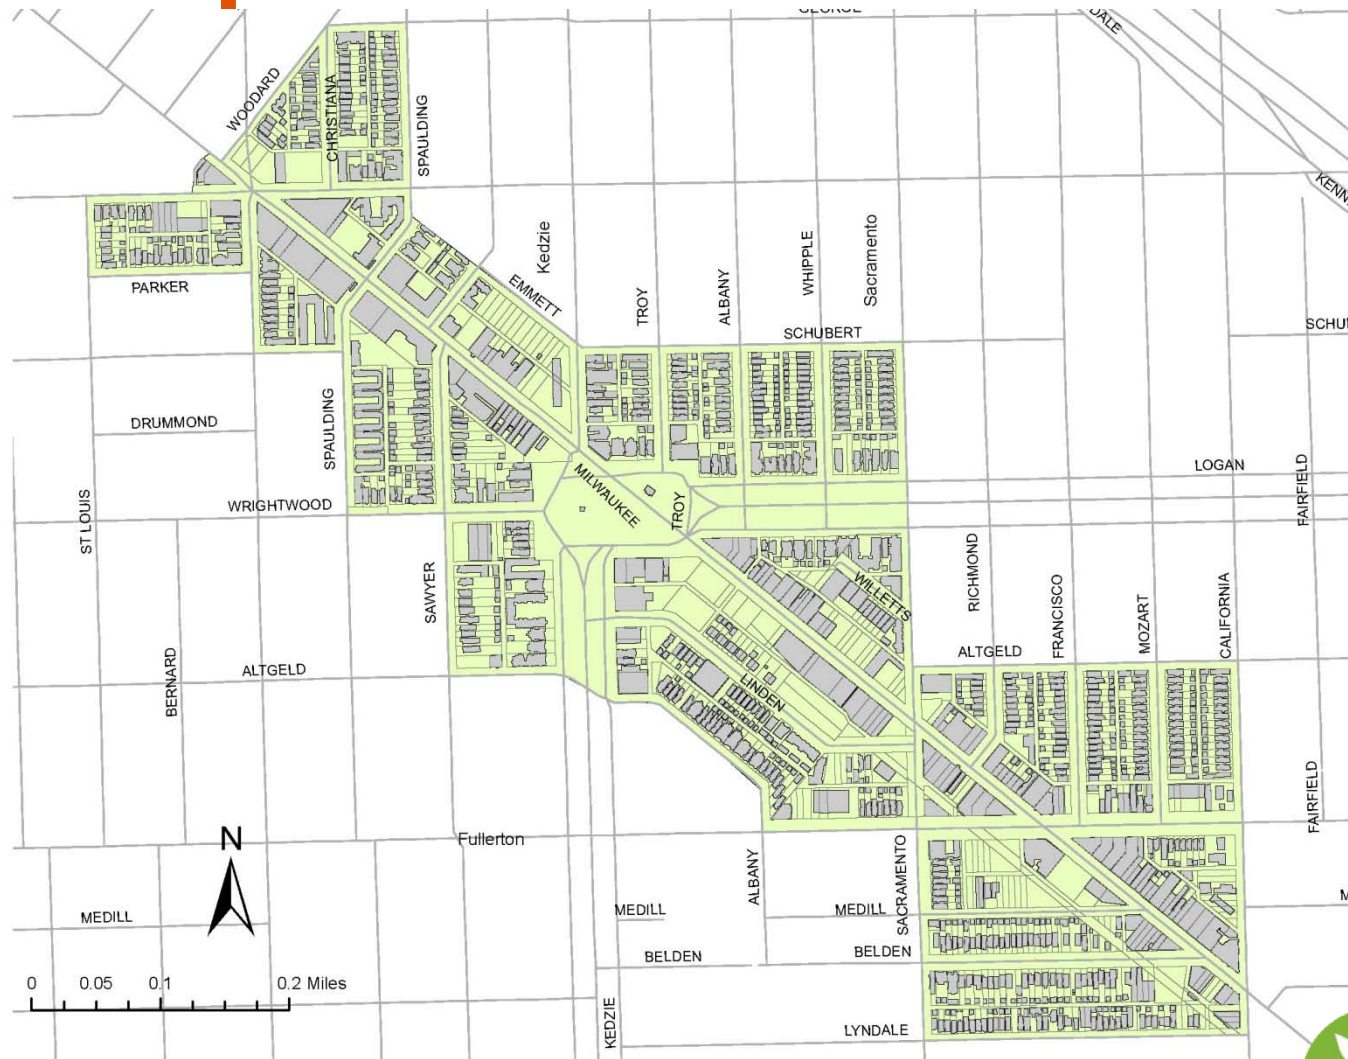 GEORGE
WOODARD
CHRISTIANA
SPAULDING
PARKER
Kedzie
EMMETT
TROY
ALBANY
WHIPPLE
Sacramento
SCHUBERT
DRUMMOND
SPAULDING
ST LOUIS
WRIGHTWOOD
MILWAUKEE
TROY
LOGAN
FAIRFIELD
SAWYER
WILLETTS
RICHMOND
FRANCISCO
MOZART
CALIFORNIA
BERNARD
ALTGELD
ALTGELD
LINDEN
FAIRFIELD
N
Fullerton
ALBANY
SACRAMENTO
MEDILL
MEDILL
MEDILL
BELDEN
BELDEN
0 0.05 0.1 0.2 Miles
KEDZIE
LYNDALE